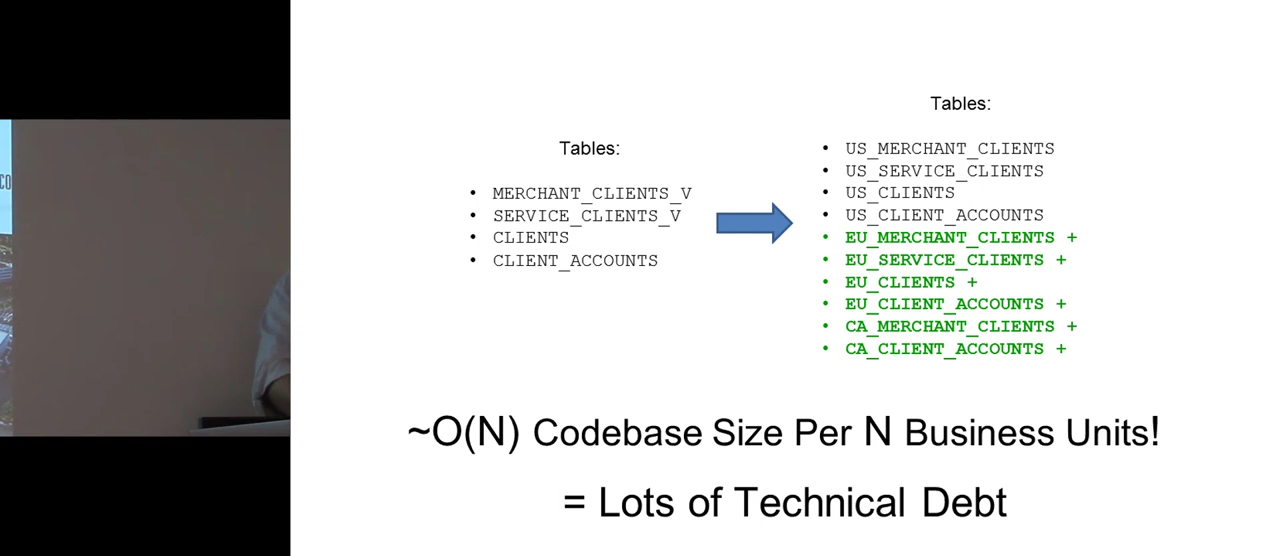 Tables:
• MERCHANT_CLIENTS_V
• SERVICE_CLIENTS_V
• CLIENTS
• CLIENT_ACCOUNTS
Tables:
• US_MERCHANT_CLIENTS
• US_SERVICE_CLIENTS
• US_CLIENTS
• US_CLIENT_ACCOUNTS
• EU_MERCHANT_CLIENTS +
• EU_SERVICE_CLIENTS +
• EU_CLIENTS +
• EU_CLIENT_ACCOUNTS +
• CA_MERCHANT_CLIENTS +
• CA_CLIENT_ACCOUNTS +
~O(N) Codebase Size Per N Business Units!
= Lots of Technical Debt